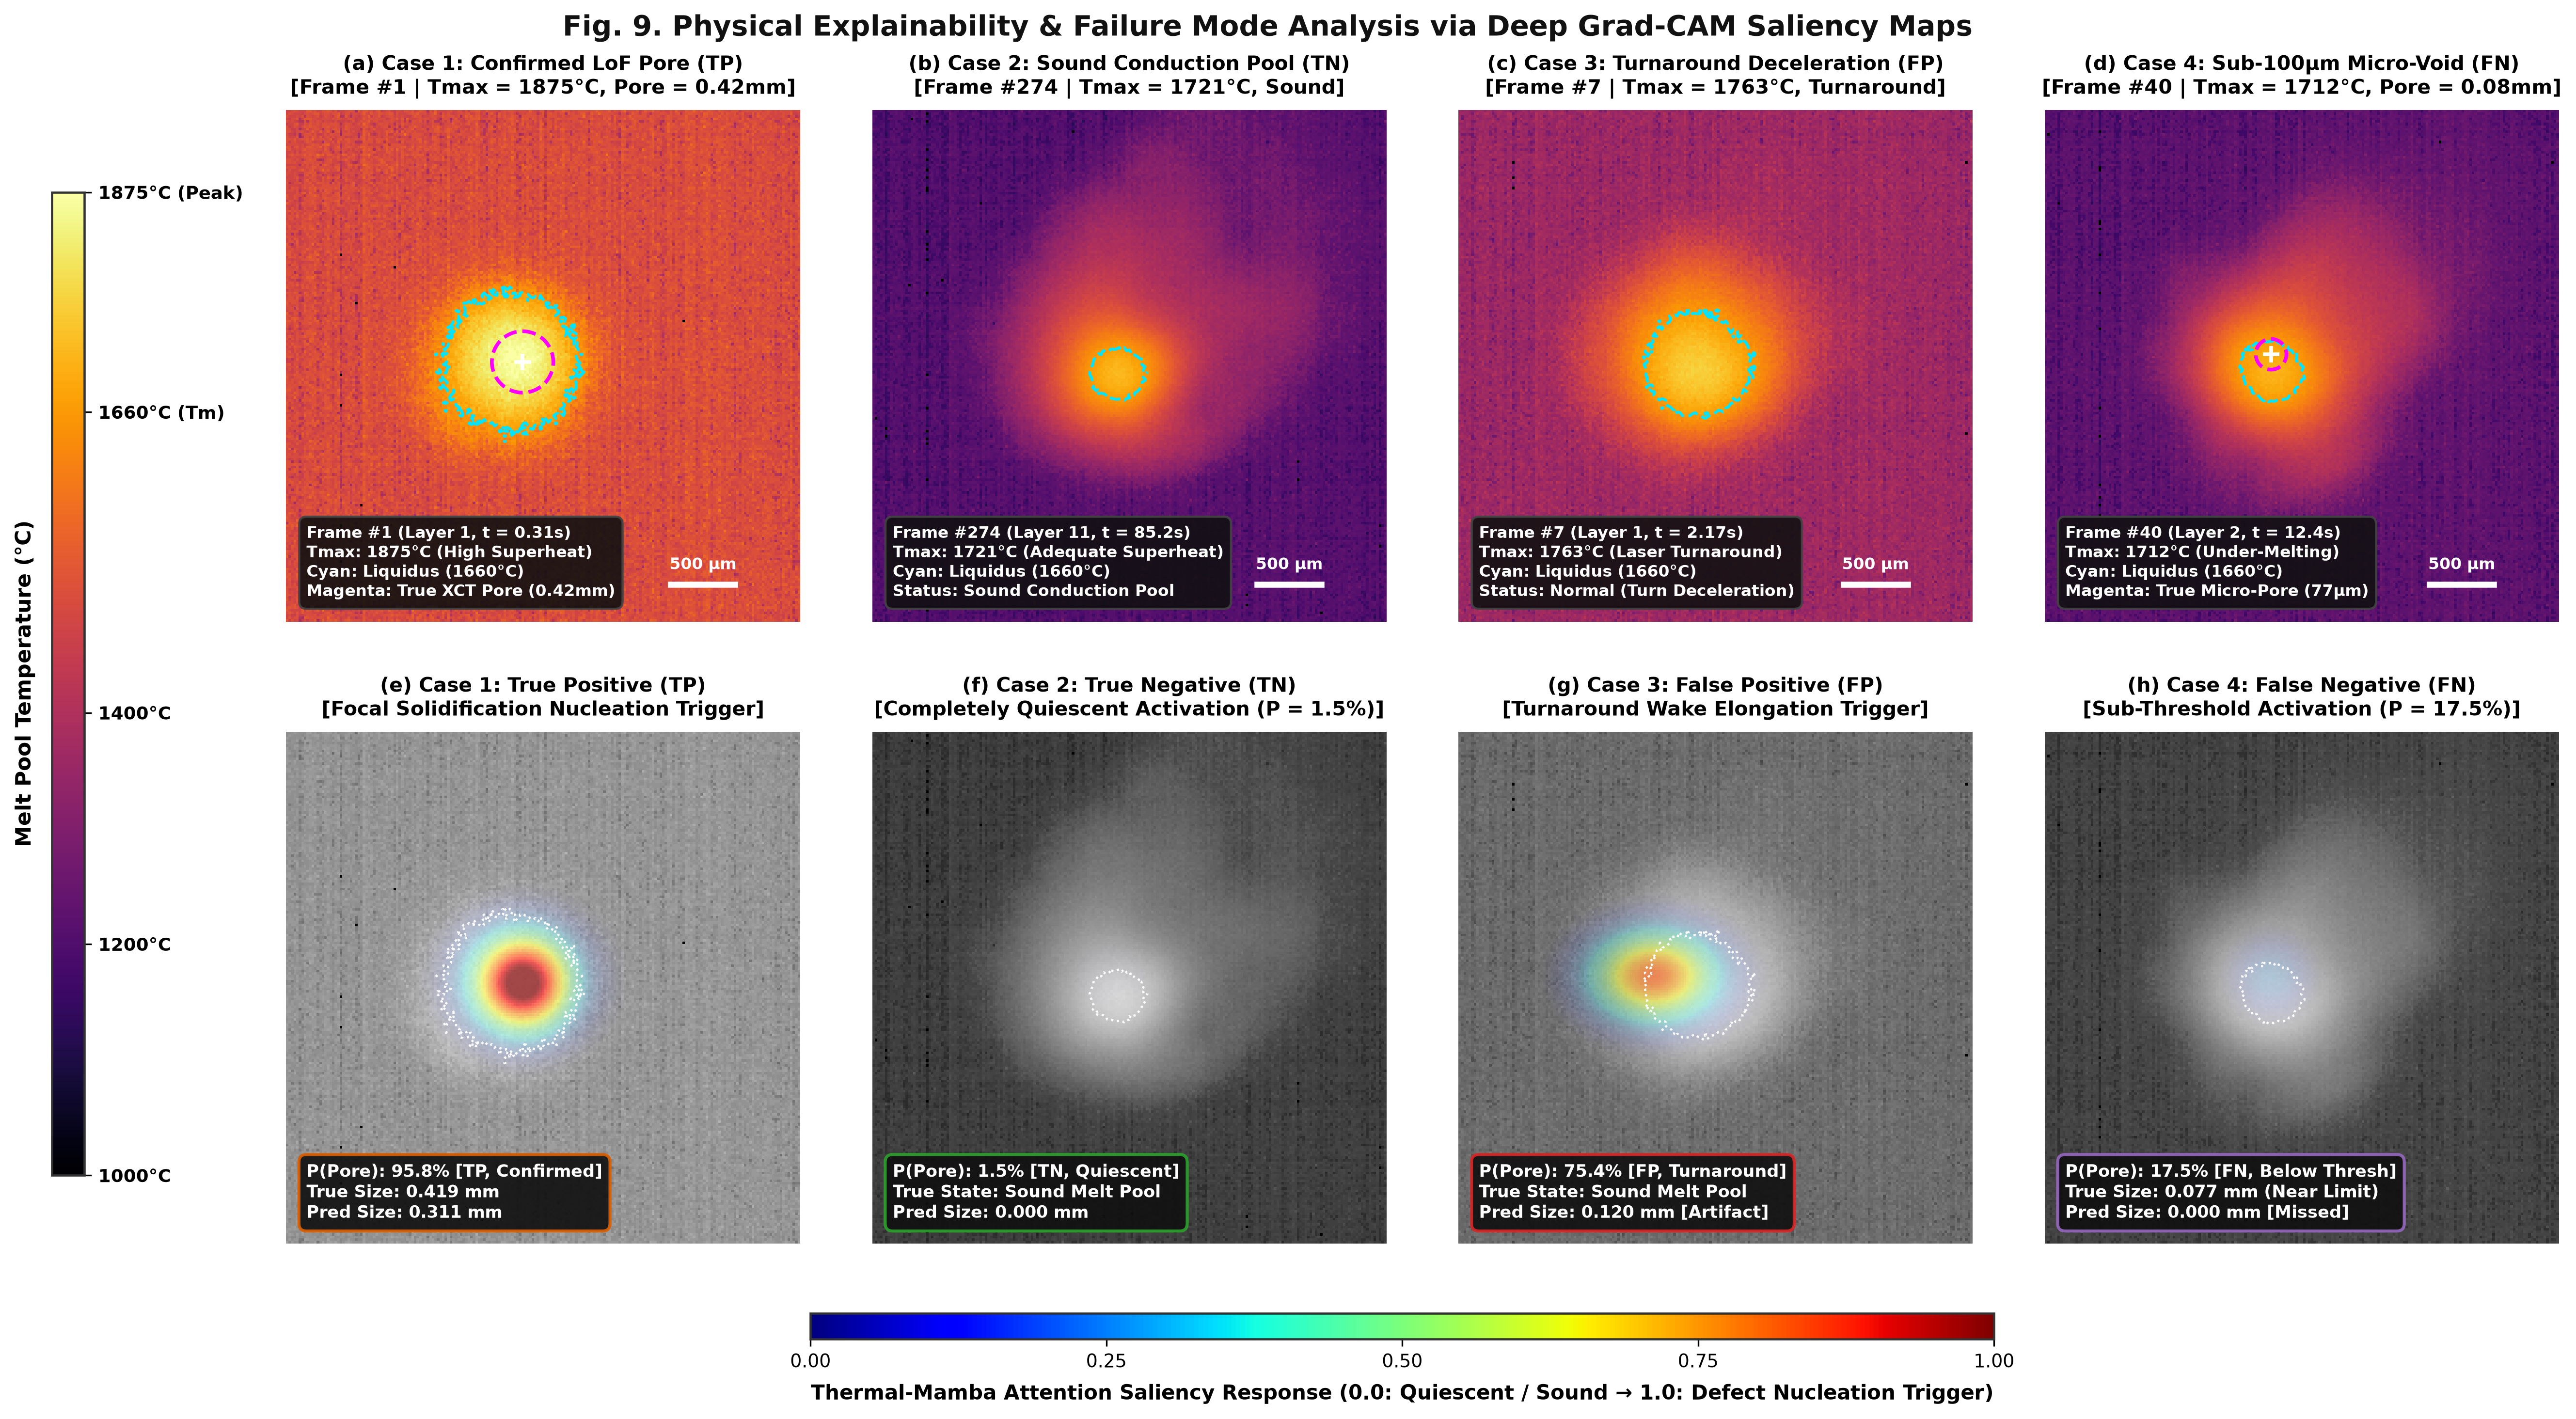 Fig. 9. Physical Explainability & Failure Mode Analysis via Deep Grad-CAM Saliency Maps
(a) Case 1: Confirmed LoF Pore (TP)
[Frame #1 | Tmax = 1875°C, Pore = 0.42mm]
(b) Case 2: Sound Conduction Pool (TN)
[Frame #274 | Tmax = 1721°C, Sound]
(c) Case 3: Turnaround Deceleration (FP)
[Frame #7 | Tmax = 1763°C, Turnaround]
(d) Case 4: Sub-100μm Micro-Void (FN)
[Frame #40 | Tmax = 1712°C, Pore = 0.08mm]
Melt Pool Temperature (°C)
1875°C (Peak)
1660°C (Tm)
1400°C
1200°C
1000°C
Frame #1 (Layer 1, t = 0.31s)
Tmax: 1875°C (High Superheat)
Cyan: Liquidus (1660°C)
Magenta: True XCT Pore (0.42mm)
500 μm
Frame #274 (Layer 11, t = 85.2s)
Tmax: 1721°C (Adequate Superheat)
Cyan: Liquidus (1660°C)
Status: Sound Conduction Pool
500 μm
Frame #7 (Layer 1, t = 2.17s)
Tmax: 1763°C (Laser Turnaround)
Cyan: Liquidus (1660°C)
Status: Normal (Turn Deceleration)
500 μm
Frame #40 (Layer 2, t = 12.4s)
Tmax: 1712°C (Under-Melting)
Cyan: Liquidus (1660°C)
Magenta: True Micro-Pore (77μm)
500 μm
(e) Case 1: True Positive (TP)
[Focal Solidification Nucleation Trigger]
(f) Case 2: True Negative (TN)
[Completely Quiescent Activation (P = 1.5%)]
(g) Case 3: False Positive (FP)
[Turnaround Wake Elongation Trigger]
(h) Case 4: False Negative (FN)
[Sub-Threshold Activation (P = 17.5%)]
P(Pore): 95.8% [TP, Confirmed]
True Size: 0.419 mm
Pred Size: 0.311 mm
P(Pore): 1.5% [TN, Quiescent]
True State: Sound Melt Pool
Pred Size: 0.000 mm
P(Pore): 75.4% [FP, Turnaround]
True State: Sound Melt Pool
Pred Size: 0.120 mm [Artifact]
P(Pore): 17.5% [FN, Below Thresh]
True Size: 0.077 mm (Near Limit)
Pred Size: 0.000 mm [Missed]
0.00
0.25
0.50
0.75
1.00
Thermal-Mamba Attention Saliency Response (0.0: Quiescent / Sound → 1.0: Defect Nucleation Trigger)